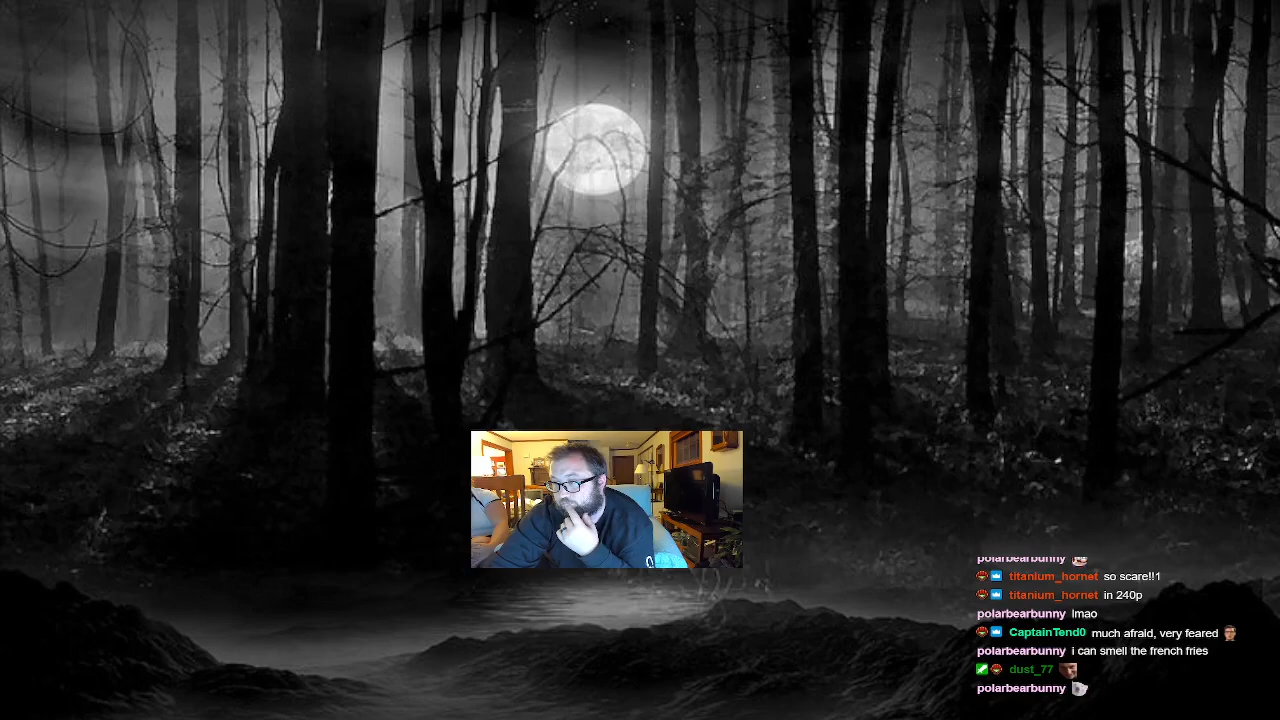 polarbearbunny
titanium_hornet so scare!!1
titanium_hornet in 240p
polarbearbunny lmao
CaptainTend0 much afraid, very feared
polarbearbunny i can smell the french fries
dust_77
polarbearbunny